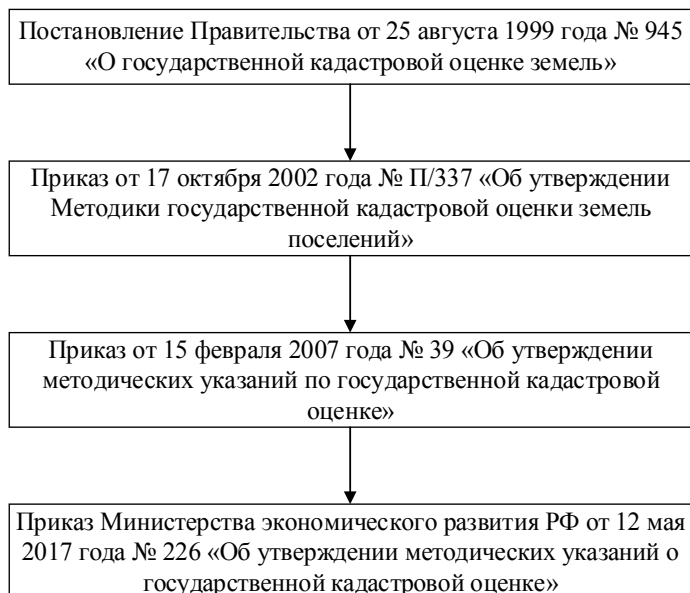 Постановление Правительства от 25 августа 1999 года № 945
«О государственной кадастровой оценке земель»
Приказ от 17 октября 2002 года № П/337 «Об утверждении
Методики государственной кадастровой оценки земель
поселений»
Приказ от 15 февраля 2007 года № 39 «Об утверждении
методических указаний по государственной кадастровой
оценке»
Приказ Министерства экономического развития РФ от 12 мая
2017 года № 226 «Об утверждении методических указаний о
государственной кадастровой оценке»